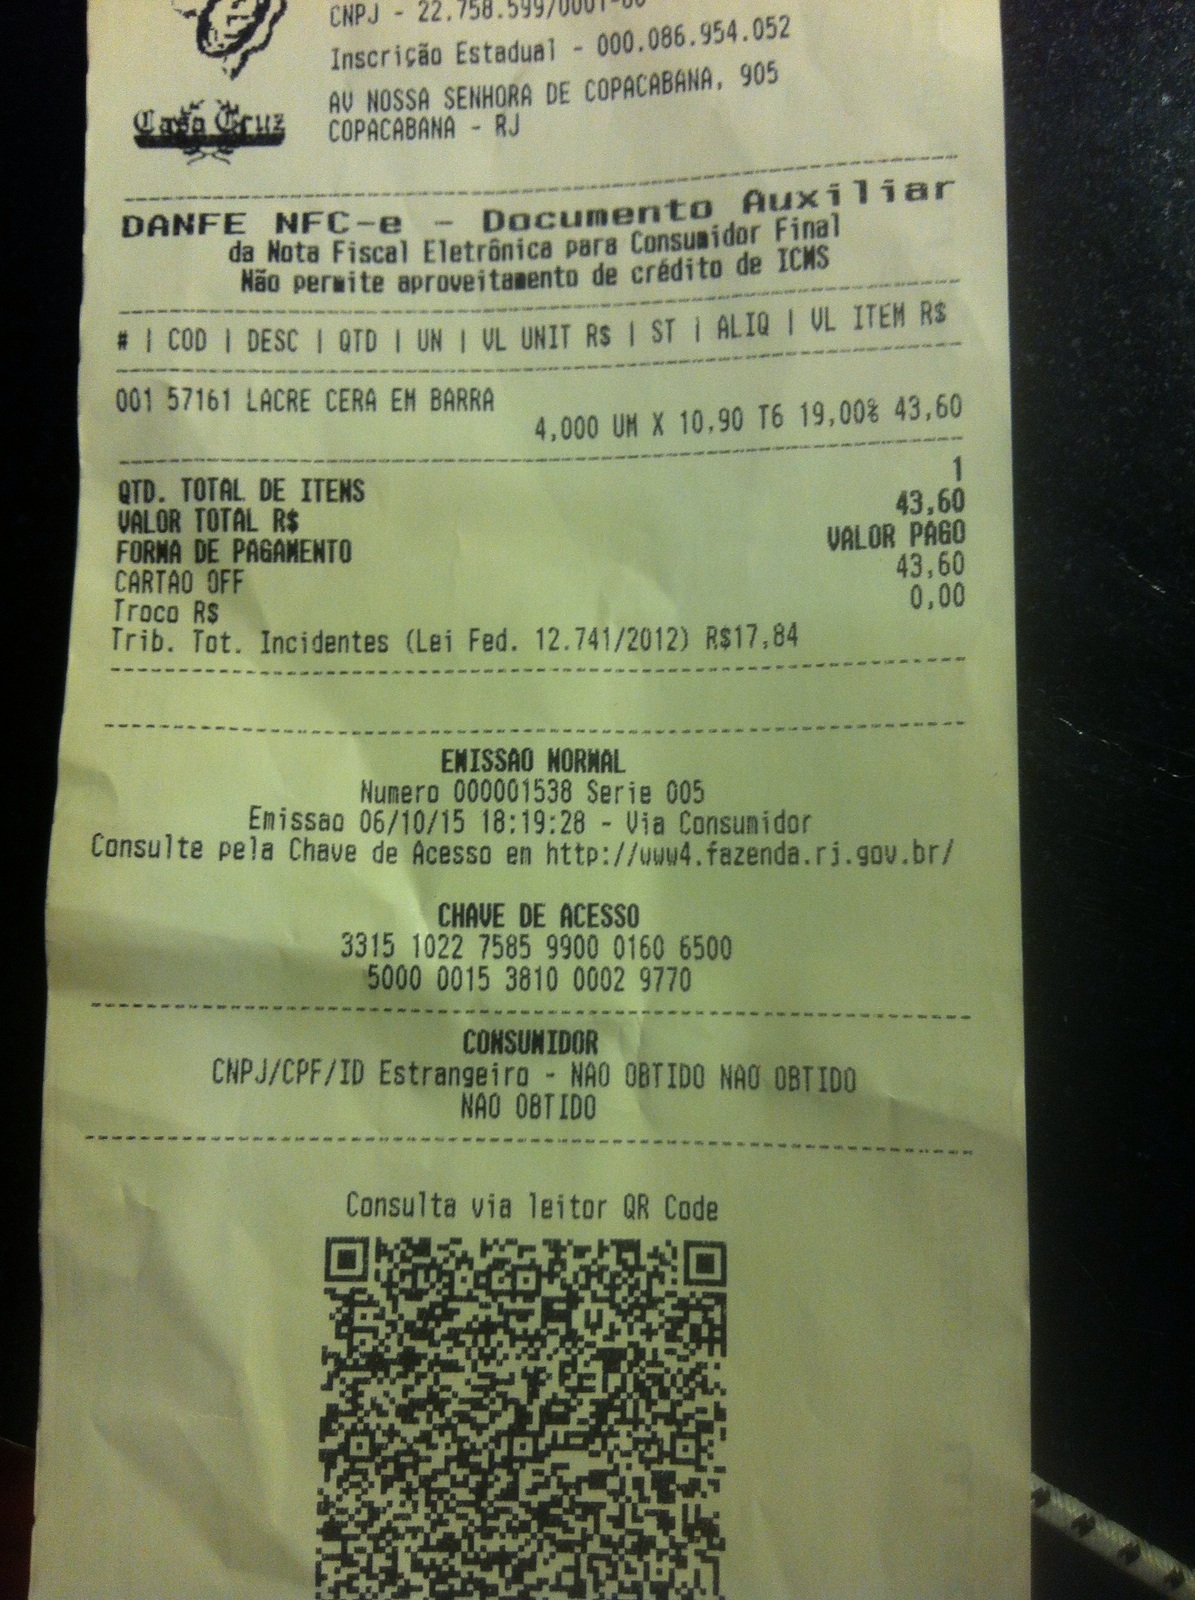 CNPJ - 22.758.599/0001-60
Inscrição Estadual - 000.086.954.052
AV NOSSA SENHORA DE COPACABANA, 905
COPACABANA - RJ
Casa Cruz
DANFE NFC-e - Documento Auxiliar
da Nota Fiscal Eletrônica para Consumidor Final
Não permite aproveitamento de crédito de ICMS
# | COD | DESC | QTD | UN | VL UNIT R$ | ST | ALIQ | VL ITEM R$
001 57161 LACRE CERA EM BARRA
4,000 UM X 10,90 T6 19,00% 43,60
QTD. TOTAL DE ITENS 1
VALOR TOTAL R$ 43,60
FORMA DE PAGAMENTO VALOR PAGO
CARTAO OFF 43,60
Troco R$ 0,00
Trib. Tot. Incidentes (Lei Fed. 12.741/2012) R$17,84
EMISSAO NORMAL
Numero 000001538 Serie 005
Emissao 06/10/15 18:19:28 - Via Consumidor
Consulte pela Chave de Acesso em http://www4.fazenda.rj.gov.br/
CHAVE DE ACESSO
3315 1022 7585 9900 0160 6500
5000 0015 3810 0002 9770
CONSUMIDOR
CNPJ/CPF/ID Estrangeiro - NAO OBTIDO NAO OBTIDO
NAO OBTIDO
Consulta via leitor QR Code